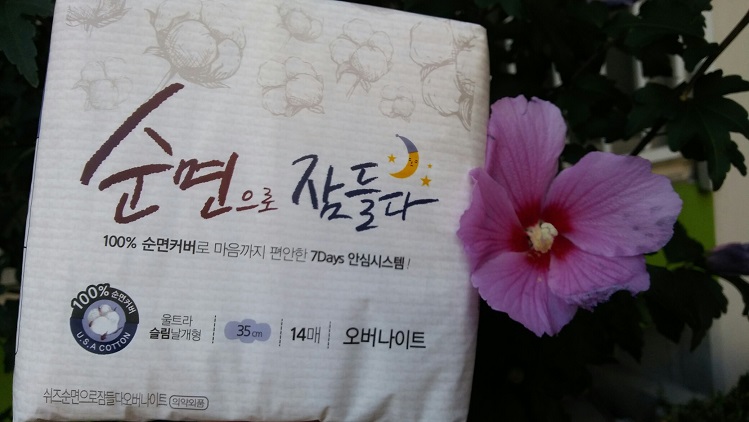 순면으로 잠들다
100% 순면커버로 마음까지 편안한 7Days 안심시스템!
100% 순면커버
U.S.A COTTON
울트라
슬림날개형
35cm
14매
오버나이트
쉬즈순면으로잠들다오버나이트 의약외품